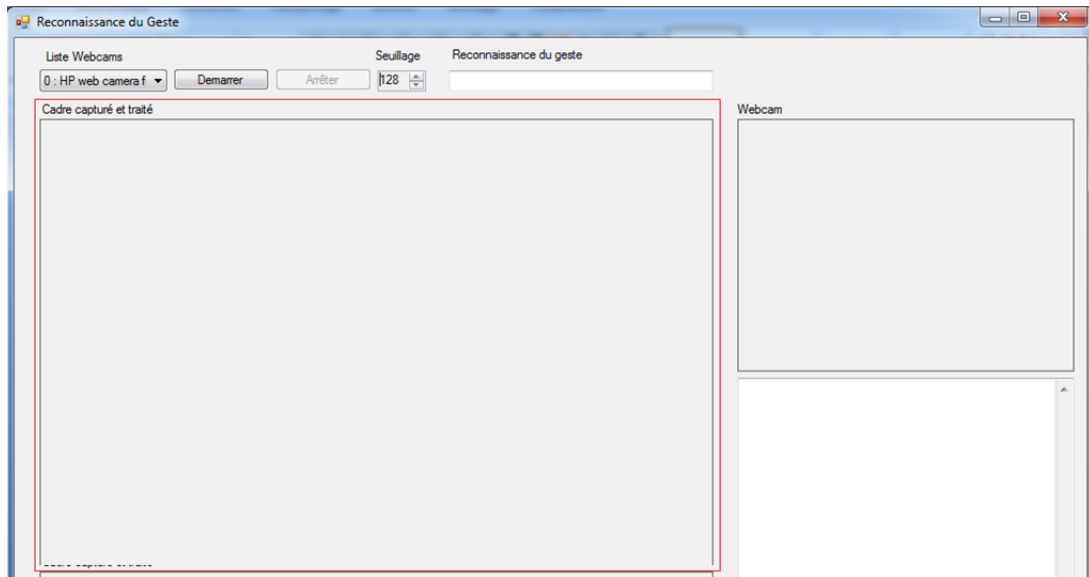 Reconnaissance du Geste
Liste Webcams
Seuillage
Reconnaissance du geste
0 : HP web camera f
Demarrer
Arrêter
128
Cadre capturé et traité
Webcam